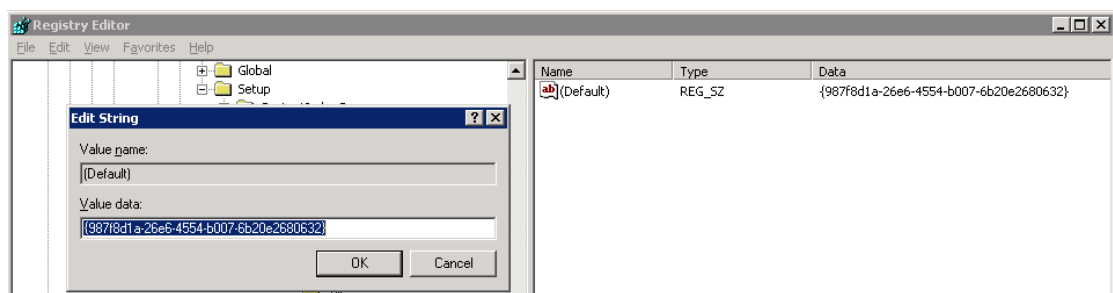 Registry Editor
File Edit View Favorites Help
Global
Setup
Name Type Data
(Default) REG_SZ {987f8d1a-26e6-4554-b007-6b20e2680632}
Edit String
Value name:
(Default)
Value data:
{987f8d1a-26e6-4554-b007-6b20e2680632}
OK Cancel